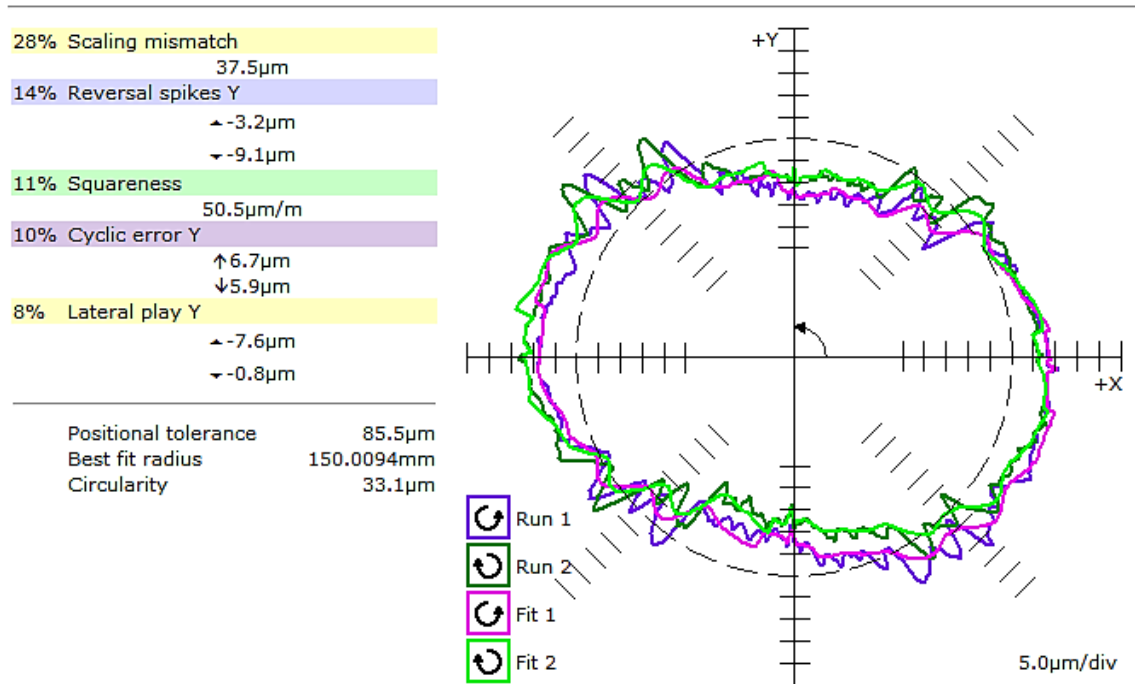 28% Scaling mismatch
37.5µm
14% Reversal spikes Y
-3.2µm
-9.1µm
11% Squareness
50.5µm/m
10% Cyclic error Y
↑6.7µm
↓5.9µm
8% Lateral play Y
-7.6µm
-0.8µm
Positional tolerance 85.5µm
Best fit radius 150.0094mm
Circularity 33.1µm
+Y
+X
Run 1
Run 2
Fit 1
Fit 2
5.0µm/div